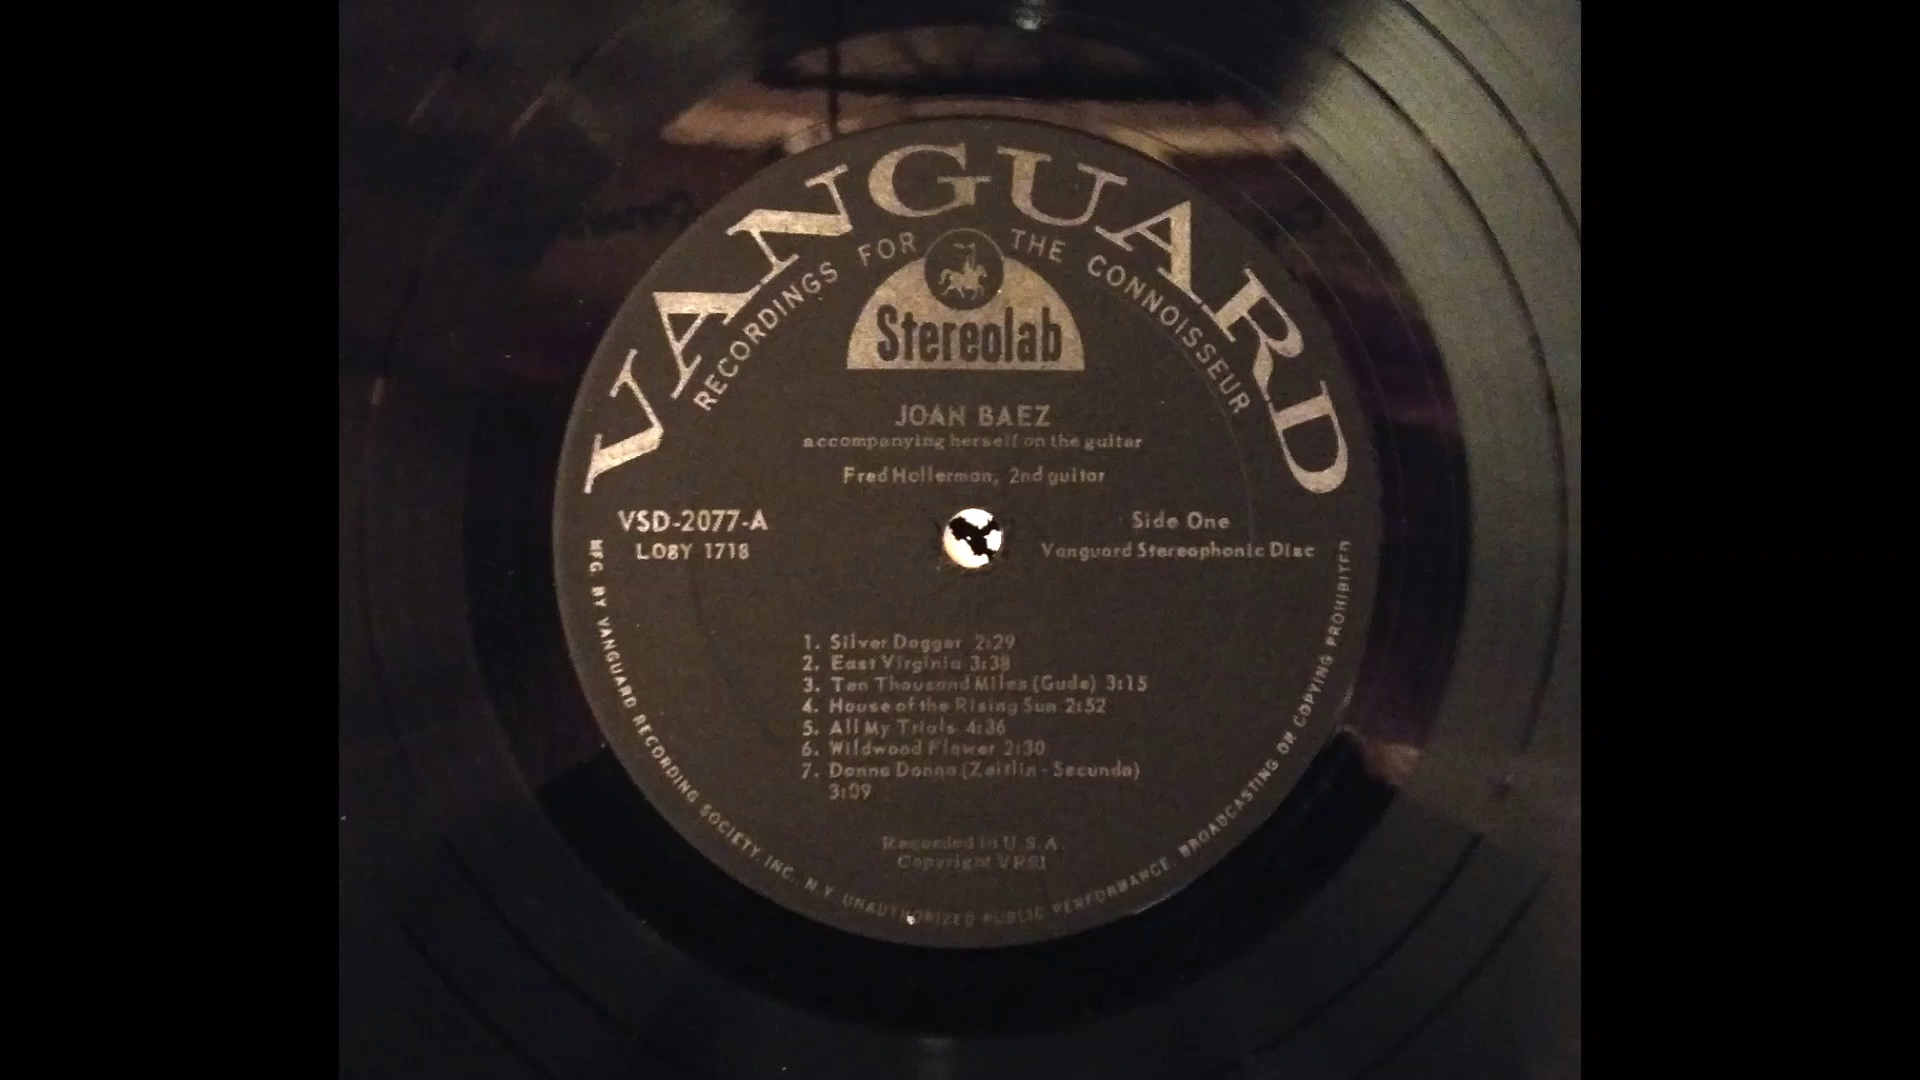 VANGUARD
RECORDINGS FOR THE CONNOISSEUR
Stereolab
JOAN BAEZ
accompanying herself on the guitar
Fred Hellerman, 2nd guitar
VSD-2077-A
LO8Y 1718
Side One
Vanguard Stereophonic Disc
1. Silver Dagger 2:29
2. East Virginia 3:38
3. Ten Thousand Miles (Gude) 3:15
4. House of the Rising Sun 2:52
5. All My Trials 4:36
6. Wildwood Flower 2:30
7. Donna Donna (Zeitlin - Secunda)
3:09
Recorded in U.S.A.
Copyright VRSI
MFG. BY VANGUARD RECORDING SOCIETY, INC., N.Y. UNAUTHORIZED PUBLIC PERFORMANCE, BROADCASTING OR COPYING PROHIBITED